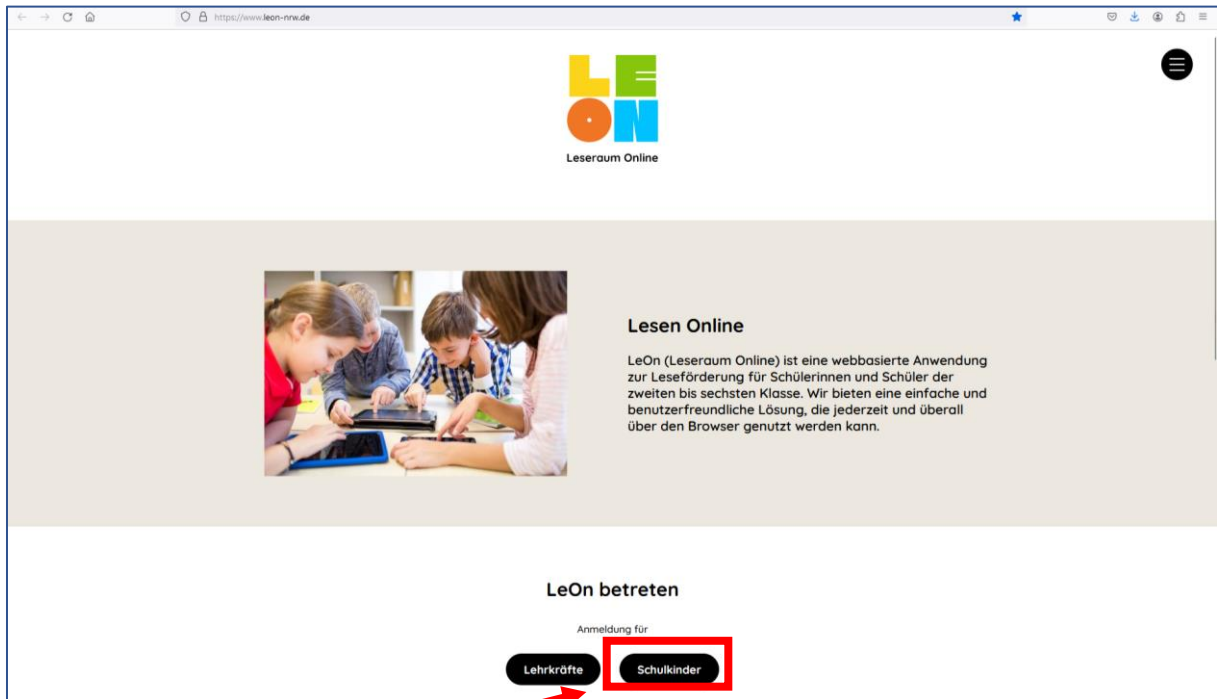 https://www.leon-nrw.de
LEON
Leseraum Online
Lesen Online
LeOn (Leseraum Online) ist eine webbasierte Anwendung
zur Leseförderung für Schülerinnen und Schüler der
zweiten bis sechsten Klasse. Wir bieten eine einfache und
benutzerfreundliche Lösung, die jederzeit und überall
über den Browser genutzt werden kann.
LeOn betreten
Anmeldung für
Lehrkräfte
Schulkinder